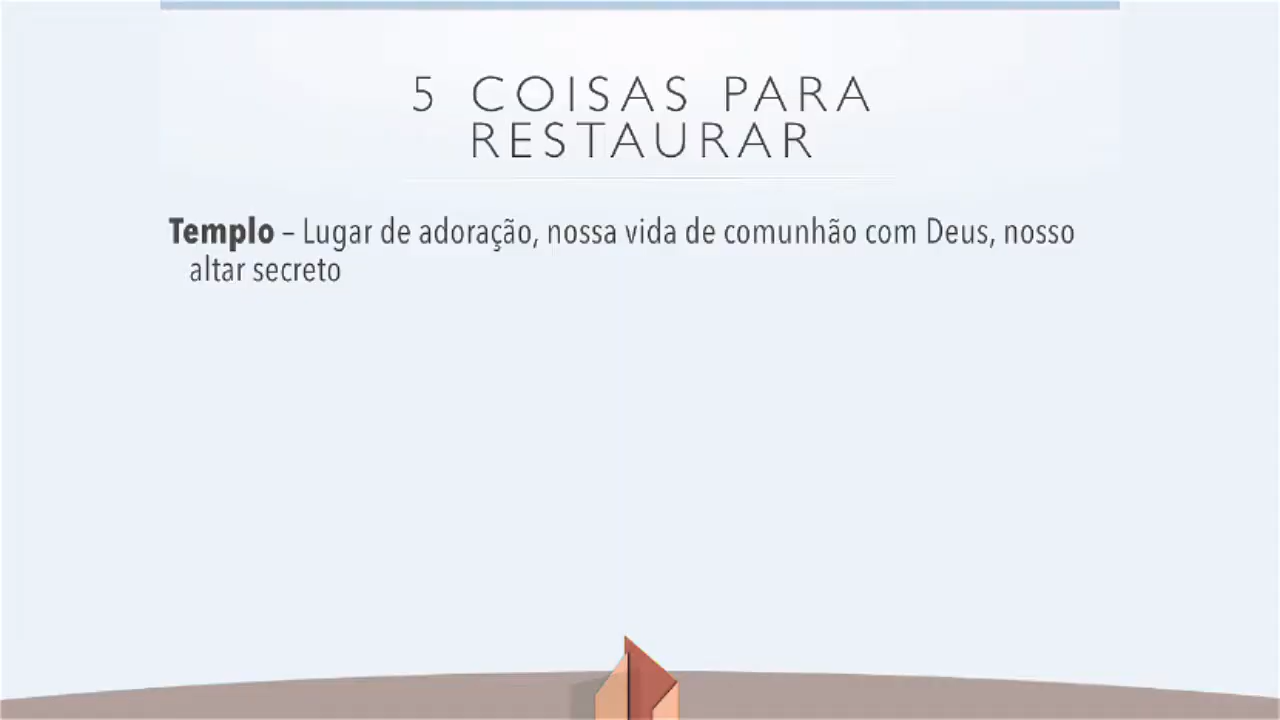 5 COISAS PARA
RESTAURAR
Templo – Lugar de adoração, nossa vida de comunhão com Deus, nosso
altar secreto